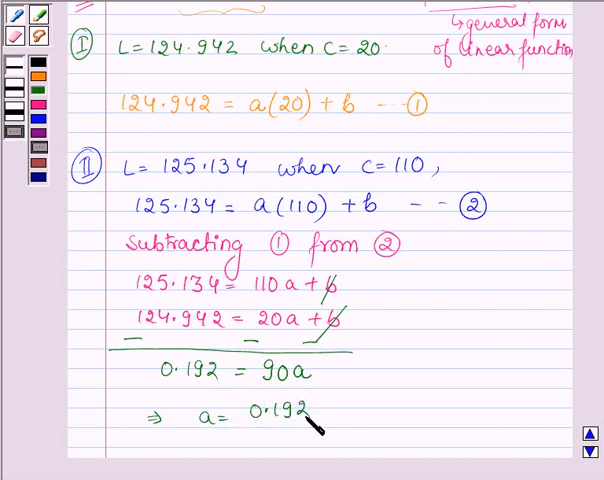 ↳general form
of linear function
I L=124.942 when C=20.
124.942 = a(20) + b --- ①
II L= 125.134 when C=110,
125.134= a(110) + b -- ②
Subtracting ① from ②
125.134= 110a + b
124.942 = 20a + b
— — —
0.192 = 90a
⇒ a= 0.192